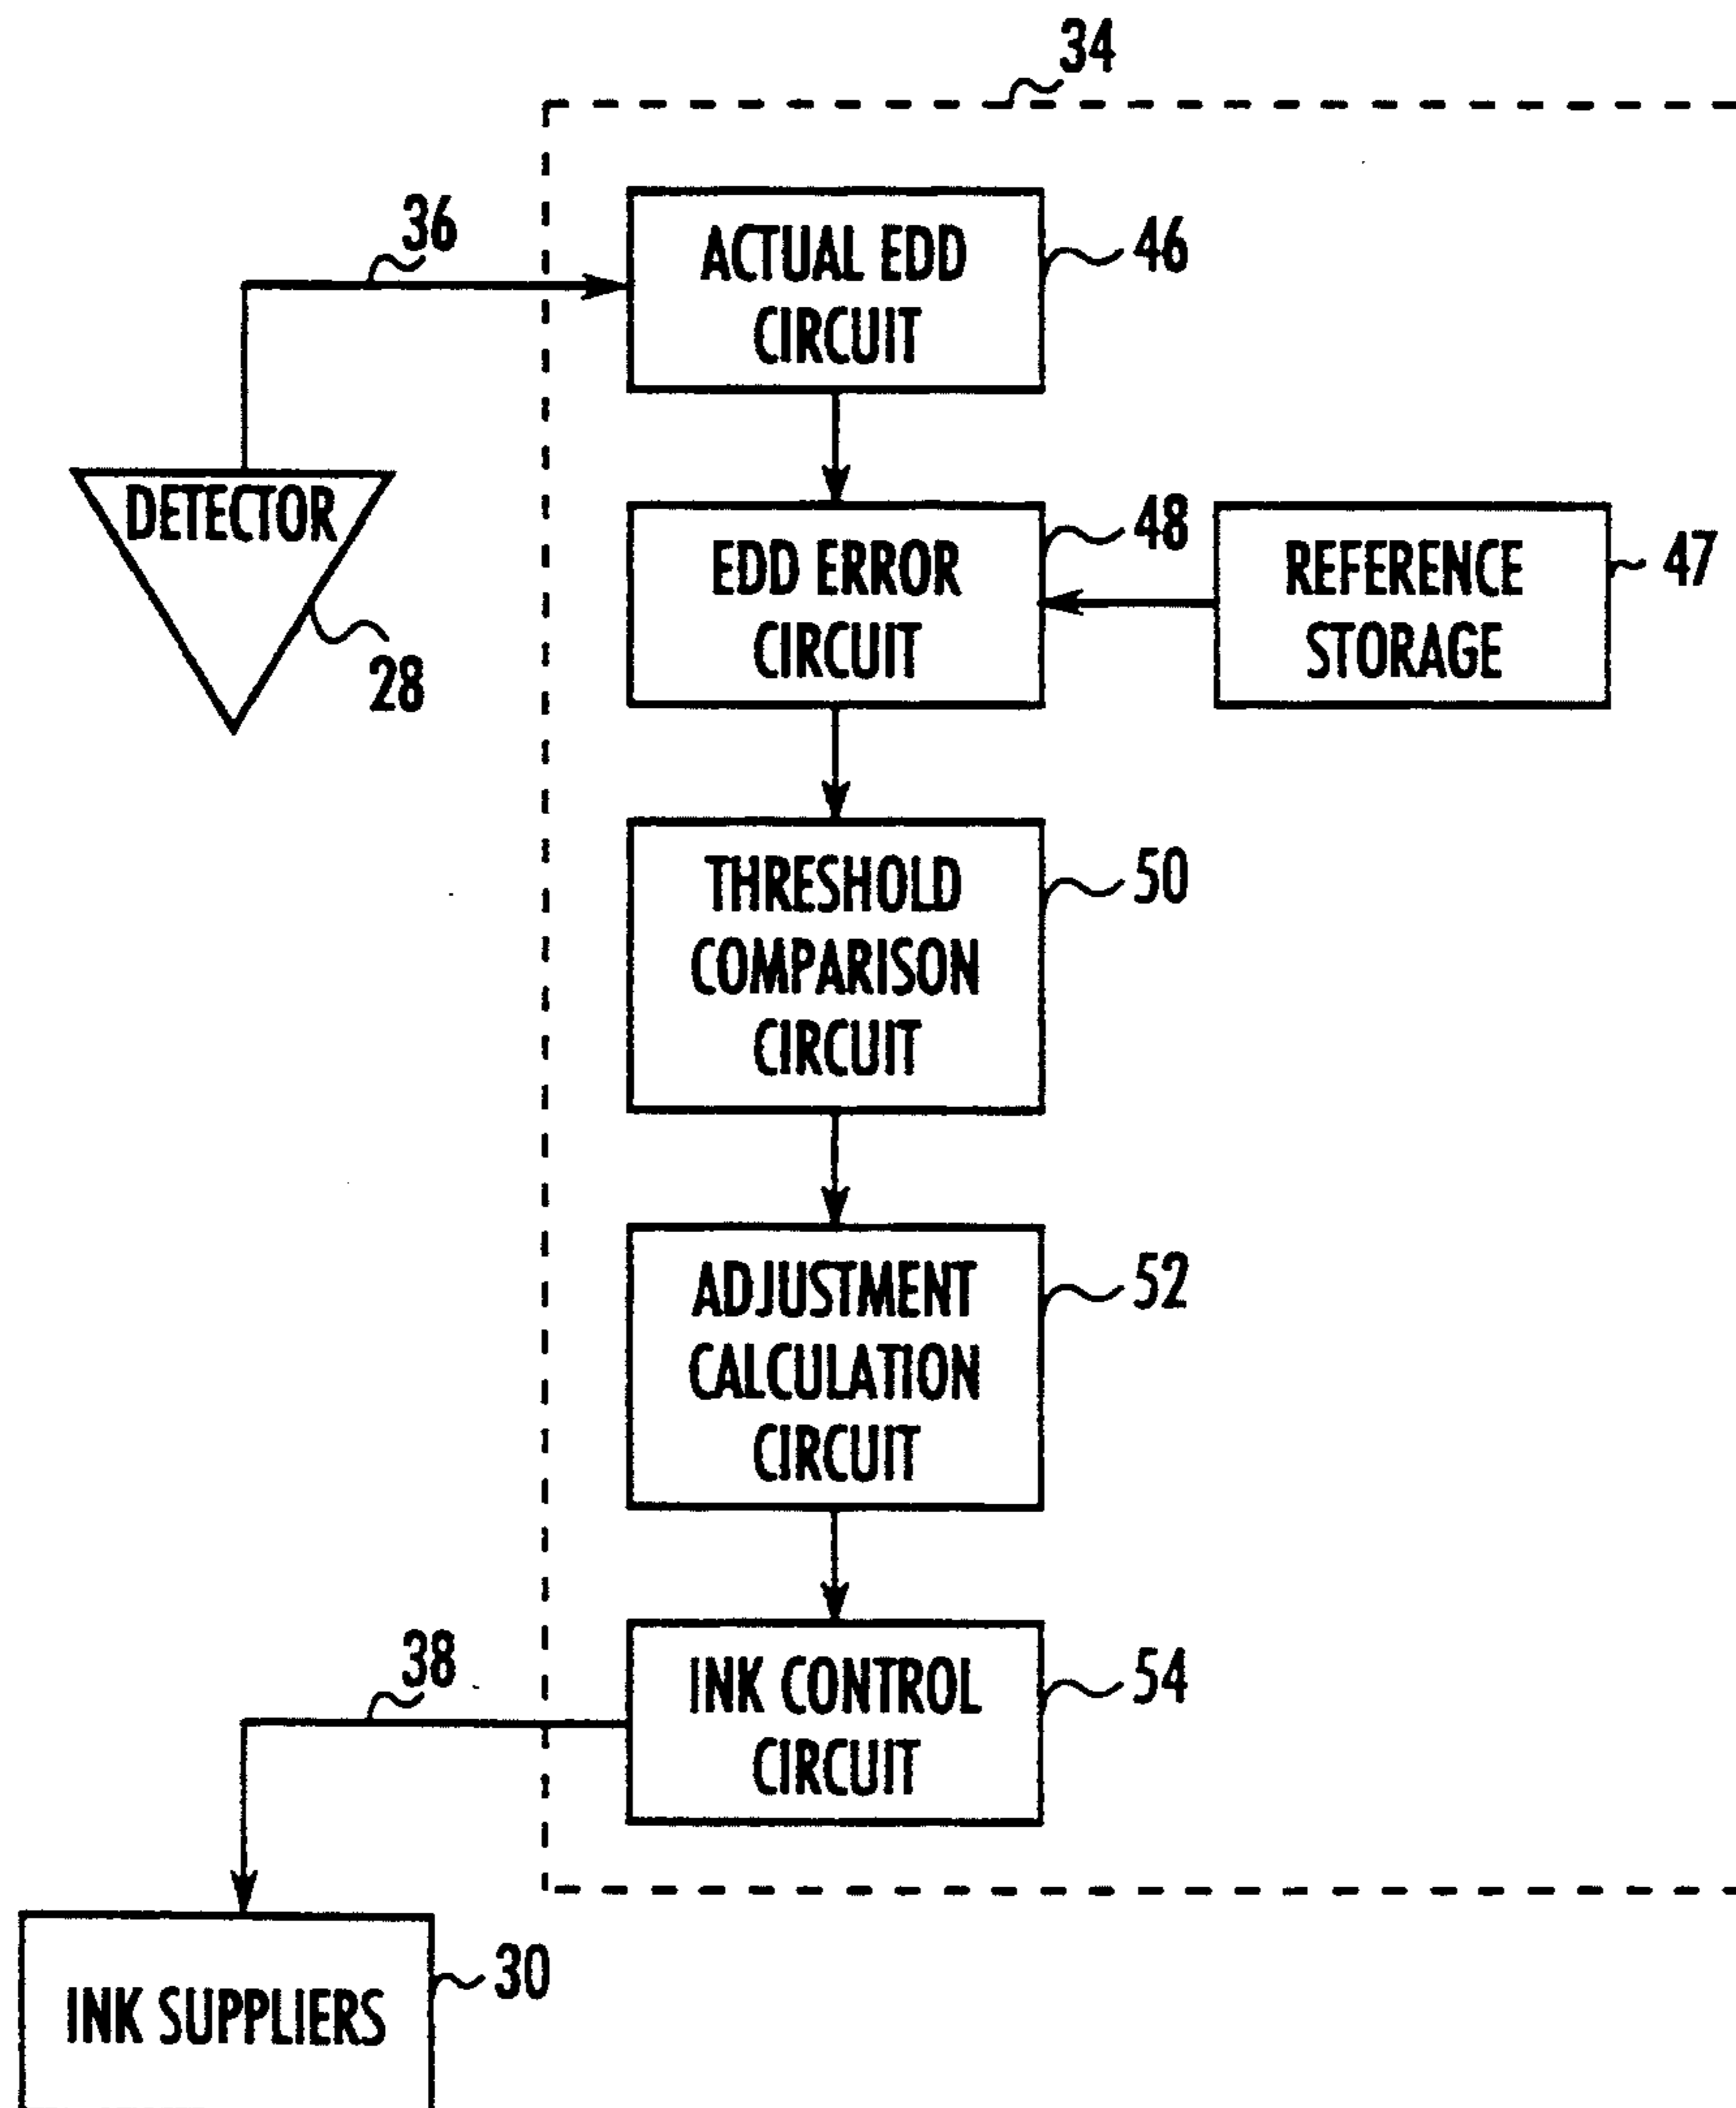 34
36
ACTUAL EDD
CIRCUIT
46
DETECTOR
28
EDD ERROR
CIRCUIT
48
REFERENCE
STORAGE
47
THRESHOLD
COMPARISON
CIRCUIT
50
ADJUSTMENT
CALCULATION
CIRCUIT
52
38
INK CONTROL
CIRCUIT
54
INK SUPPLIERS
30